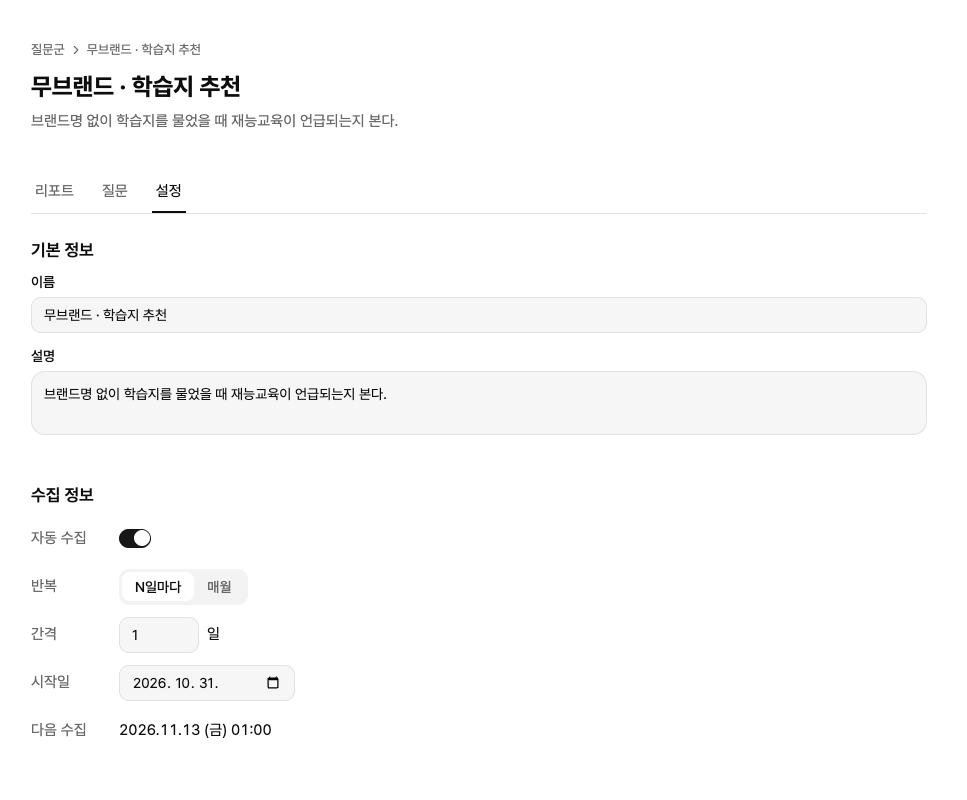 질문군 > 무브랜드 · 학습지 추천
무브랜드 · 학습지 추천
브랜드명 없이 학습지를 물었을 때 재능교육이 언급되는지 본다.
리포트 질문 설정
기본 정보
이름
무브랜드 · 학습지 추천
설명
브랜드명 없이 학습지를 물었을 때 재능교육이 언급되는지 본다.
수집 정보
자동 수집
반복 N일마다 매월
간격 1 일
시작일 2026. 10. 31.
다음 수집 2026.11.13 (금) 01:00